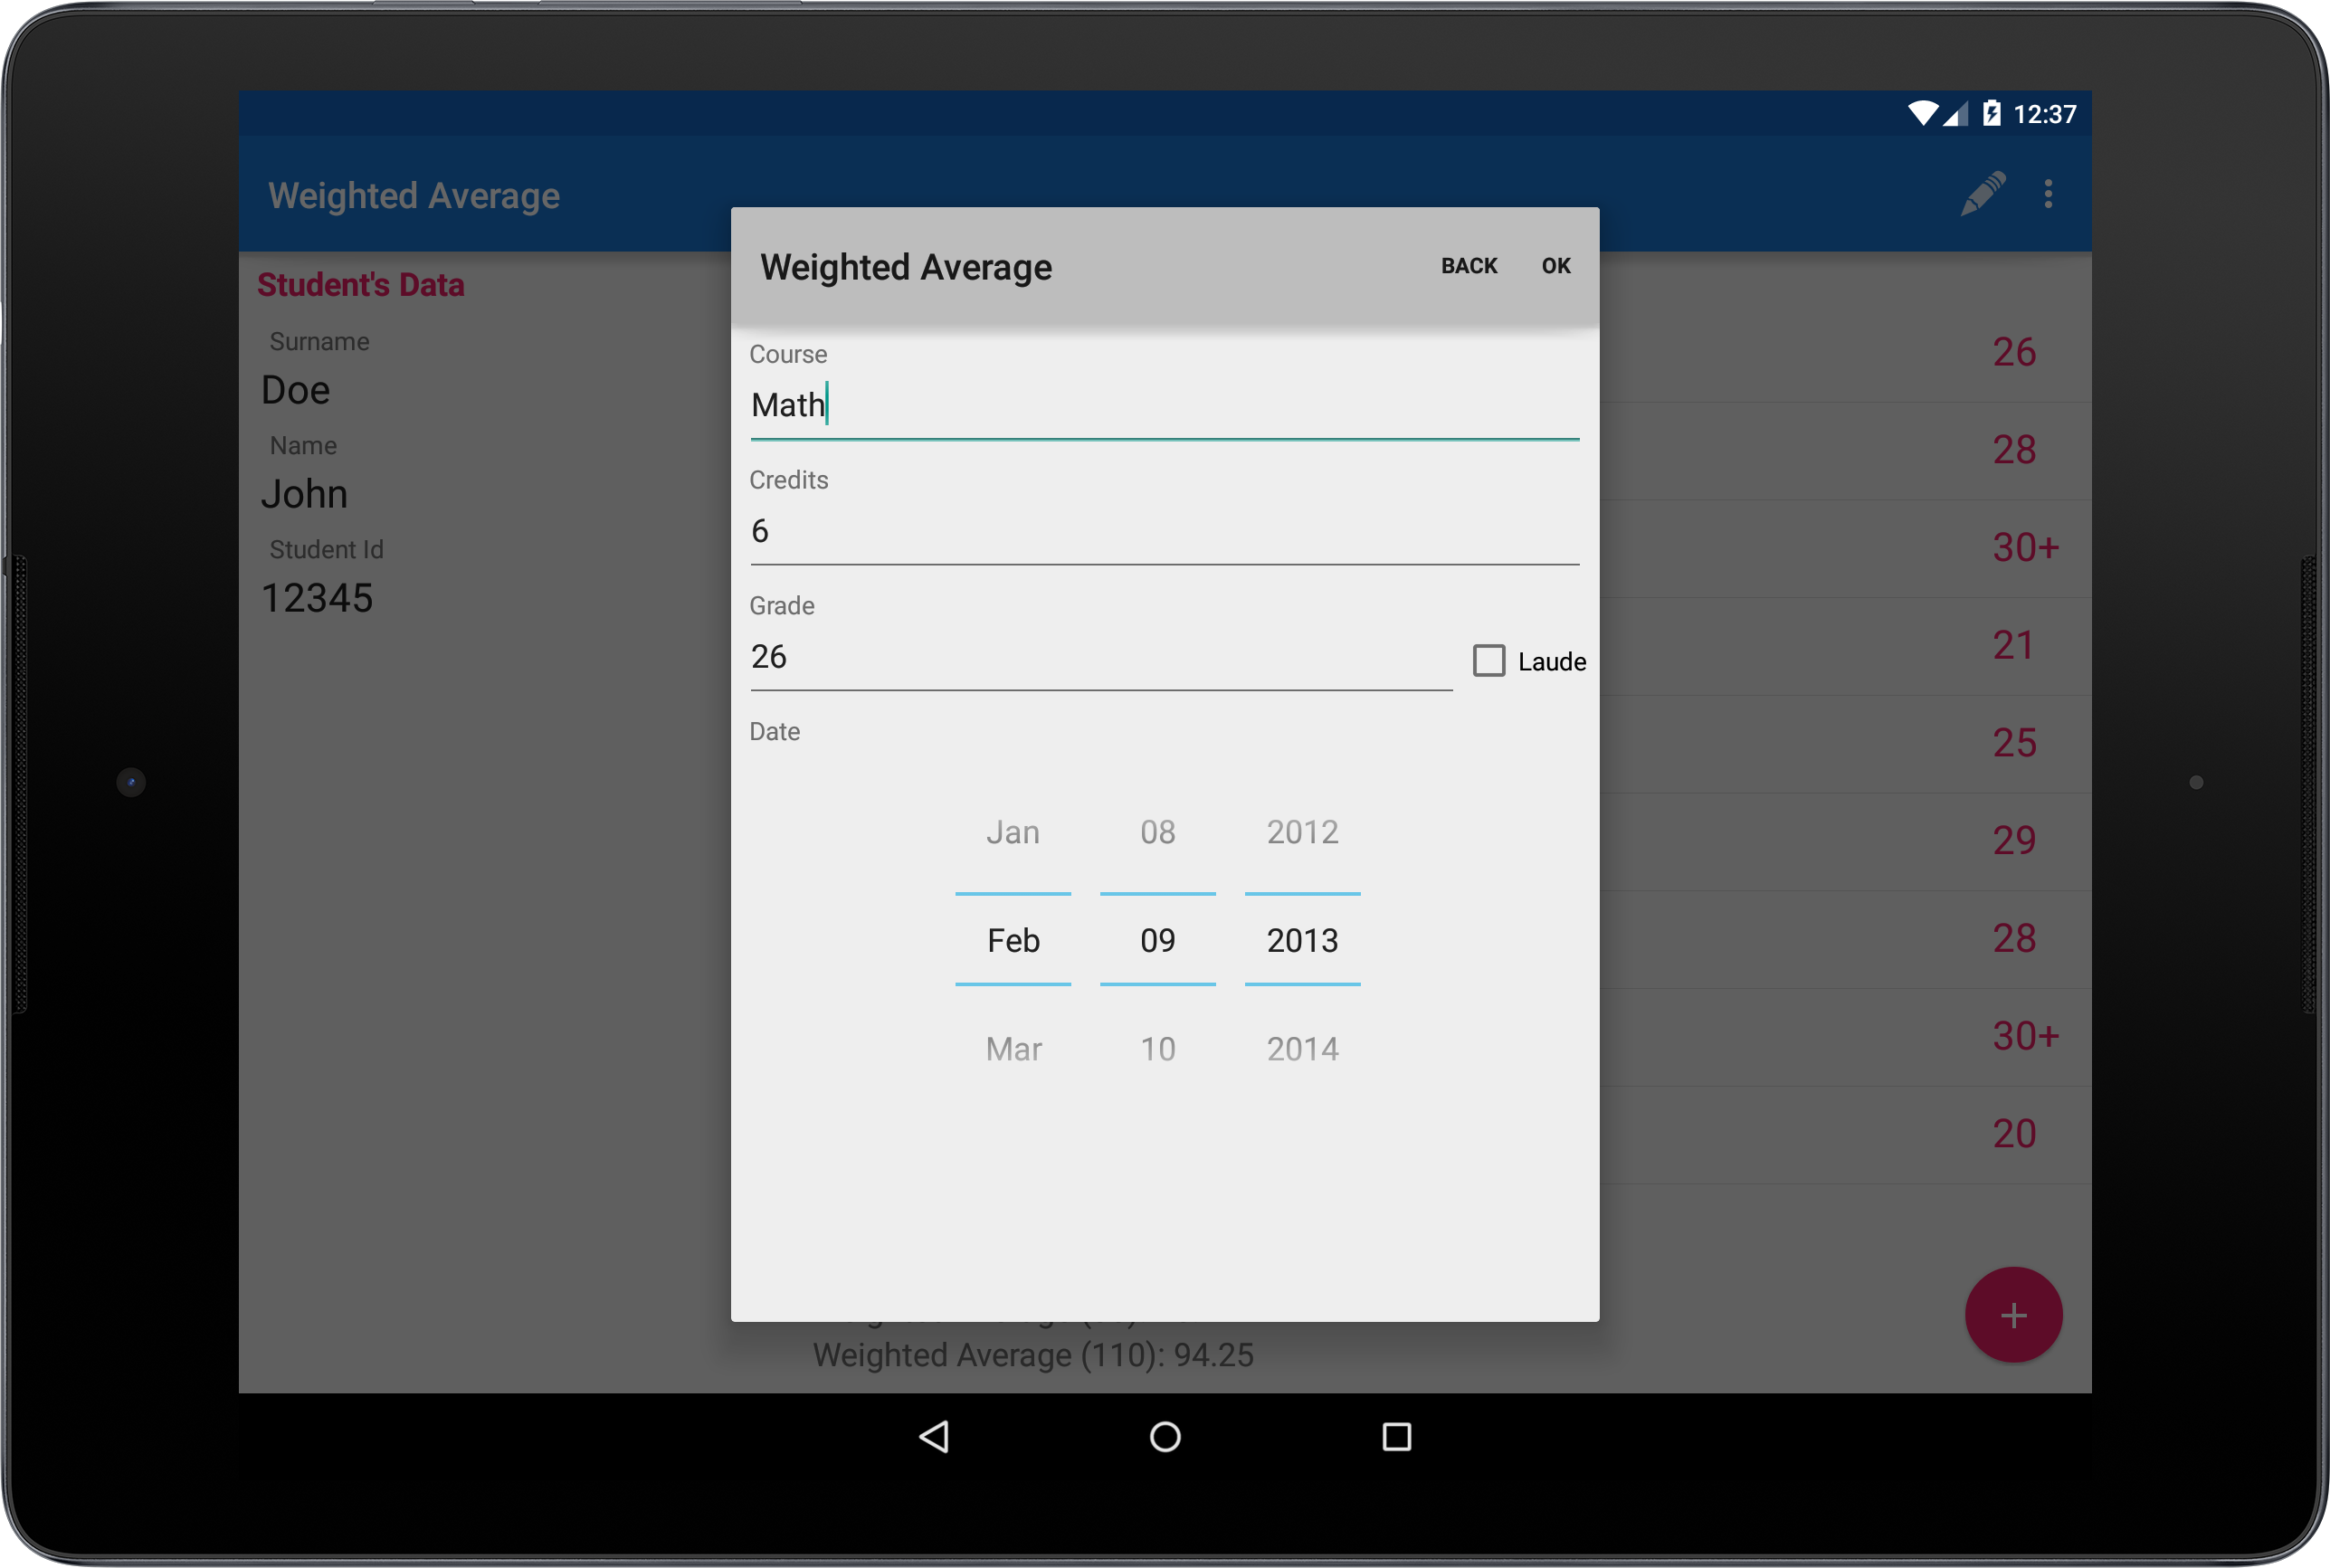 12:37
Weighted Average
Student's Data
Surname
Doe
Name
John
Student Id
12345
Weighted Average BACK OK
Course
Math
Credits
6
Grade
26 Laude
Date
Jan 08 2012
Feb 09 2013
Mar 10 2014
26
28
30+
21
25
29
28
30+
20
Weighted Average (110): 94.25